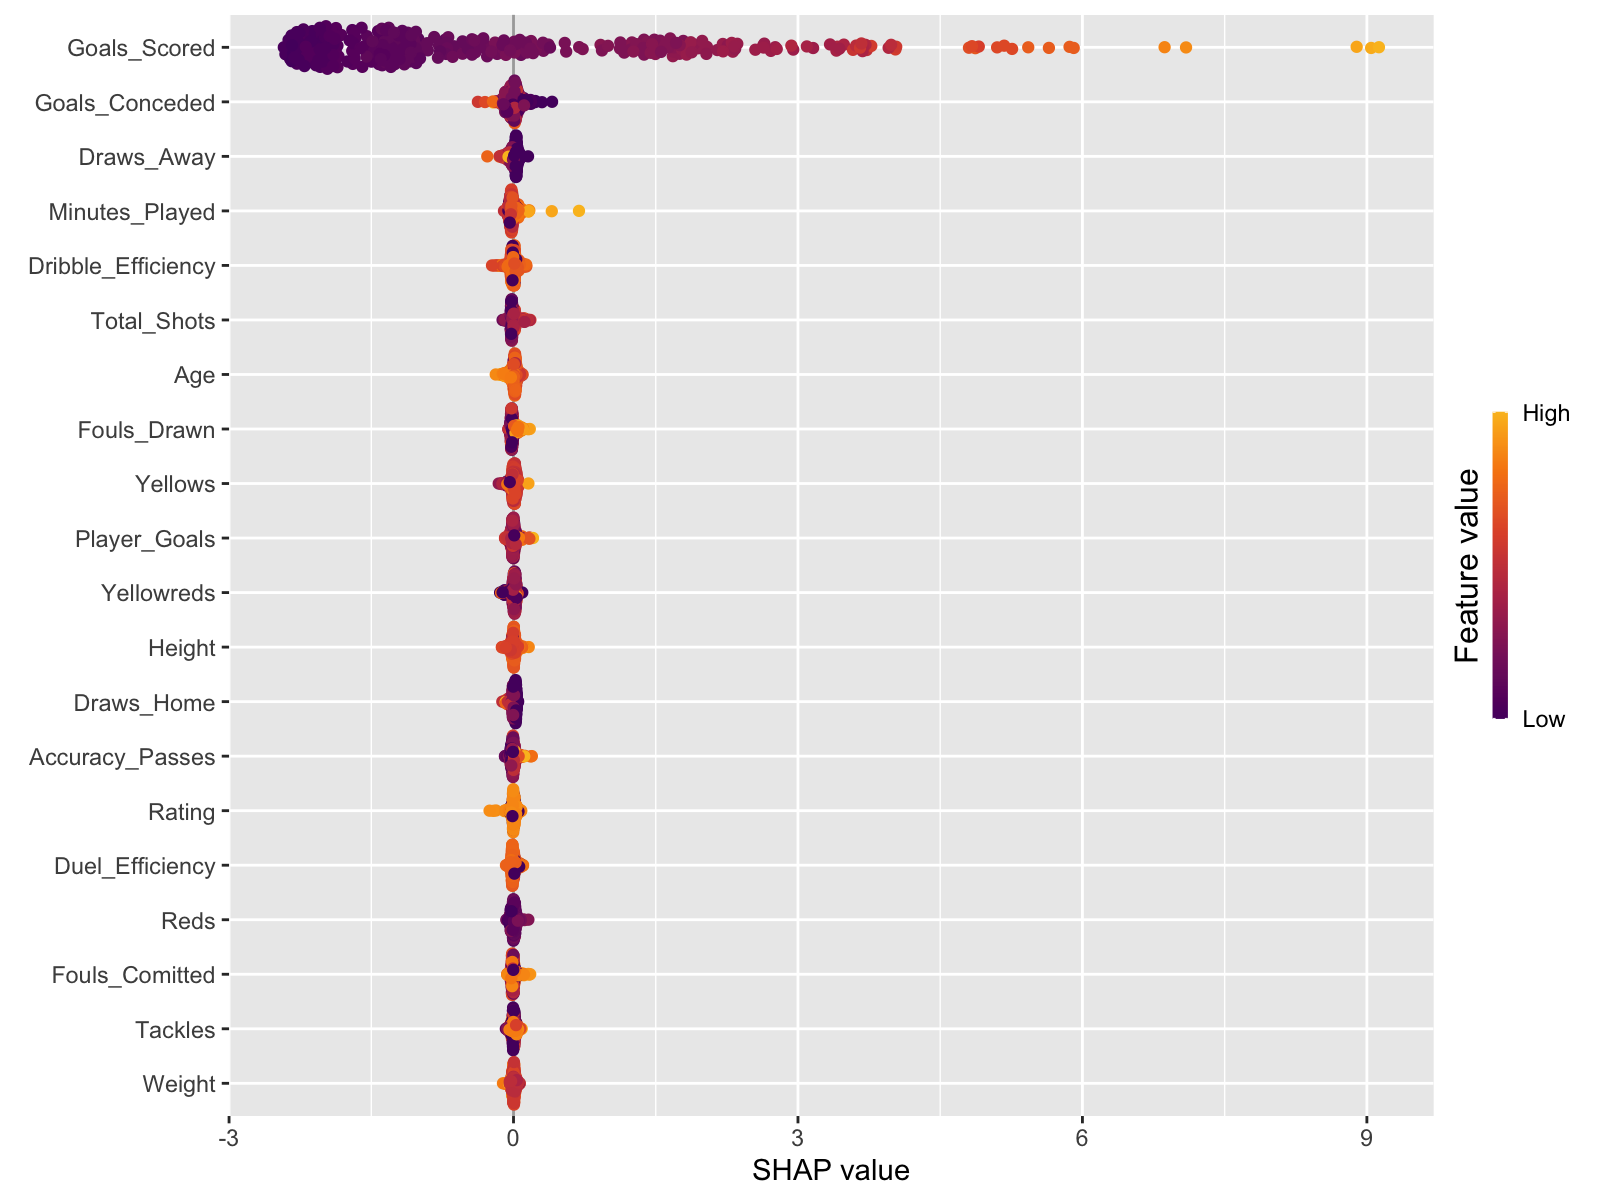 Goals_Scored
Goals_Conceded
Draws_Away
Minutes_Played
Dribble_Efficiency
Total_Shots
Age
Fouls_Drawn
Yellows
Player_Goals
Yellowreds
Height
Draws_Home
Accuracy_Passes
Rating
Duel_Efficiency
Reds
Fouls_Comitted
Tackles
Weight
-3 0 3 6 9
SHAP value
High
Feature value
Low